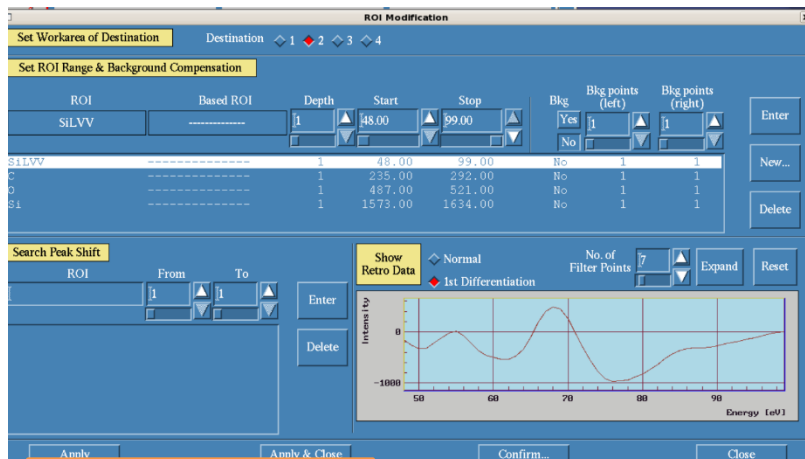 ROI Modification
Set Workarea of Destination
Destination 1 2 3 4
Set ROI Range & Background Compensation
ROI Based ROI Depth Start Stop Bkg Bkg points (left) Bkg points (right)
SiLVV -------------- 1 48.00 99.00 Yes No 1 1
Enter
SiLVV -------------- 1 48.00 99.00 No 1 1
C -------------- 1 235.00 292.00 No 1 1
O -------------- 1 487.00 521.00 No 1 1
Si -------------- 1 1573.00 1634.00 No 1 1
New...
Delete
Search Peak Shift
ROI From To
1 1
Enter
Delete
Show Retro Data
Normal
1st Differentiation
No. of Filter Points 7
Expand
Reset
Intensity
0
-1000
50 60 70 80 90
Energy [eV]
Apply Apply & Close Confirm... Close